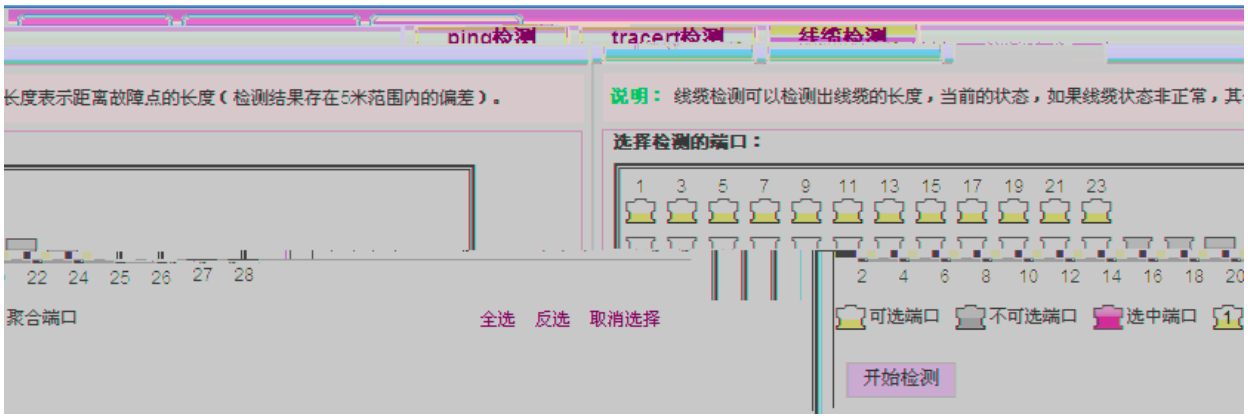 ping检测 tracert检测 线缆检测
说明： 线缆检测可以检测出线缆的长度，当前的状态，如果线缆状态非正常，其
长度表示距离故障点的长度（检测结果存在5米范围内的偏差）。
选择检测的端口：
1 3 5 7 9 11 13 15 17 19 21 23
2 4 6 8 10 12 14 16 18 20
22 24 25 26 27 28
可选端口 不可选端口 选中端口 1
聚合端口 全选 反选 取消选择
开始检测